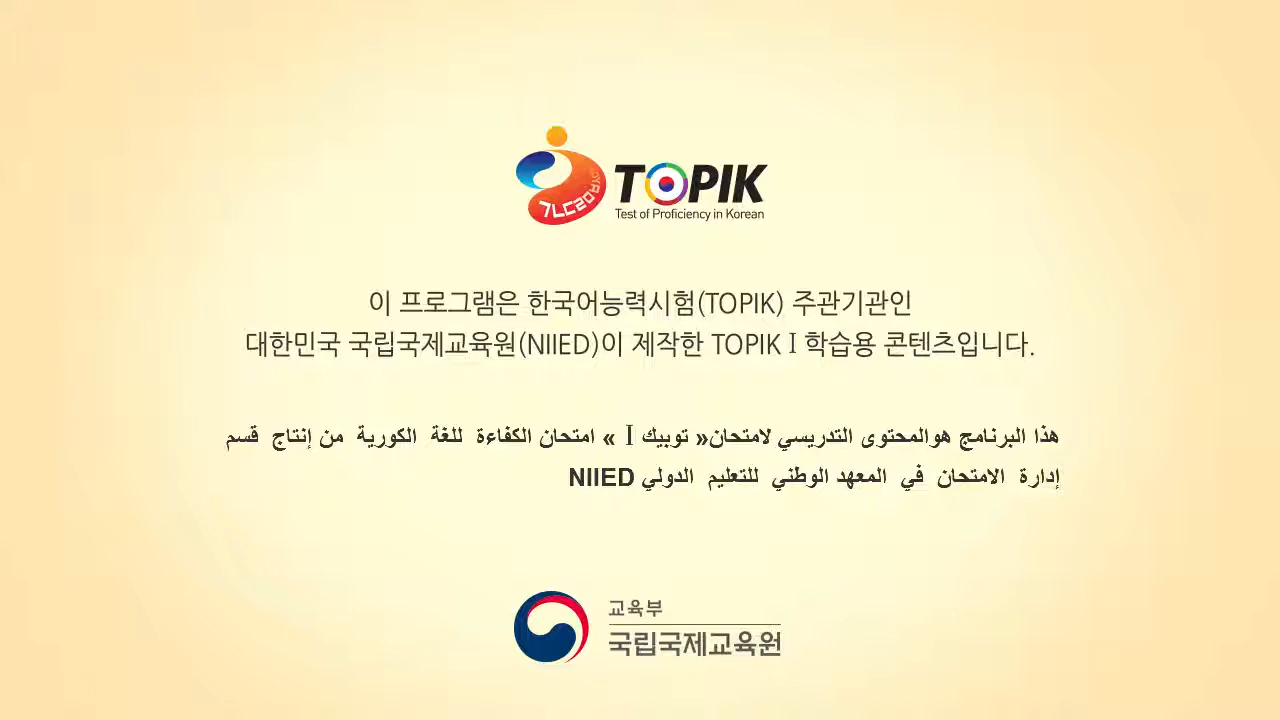 TOPIK
Test of Proficiency in Korean
이 프로그램은 한국어능력시험(TOPIK) 주관기관인
대한민국 국립국제교육원(NIIED)이 제작한 TOPIK Ⅰ 학습용 콘텐츠입니다.
هذا البرنامج هوالمحتوى التدريسي لامتحان« توبيك Ⅰ » امتحان الكفاءة للغة الكورية من إنتاج قسم
إدارة الامتحان في المعهد الوطني للتعليم الدولي NIIED
교육부
국립국제교육원